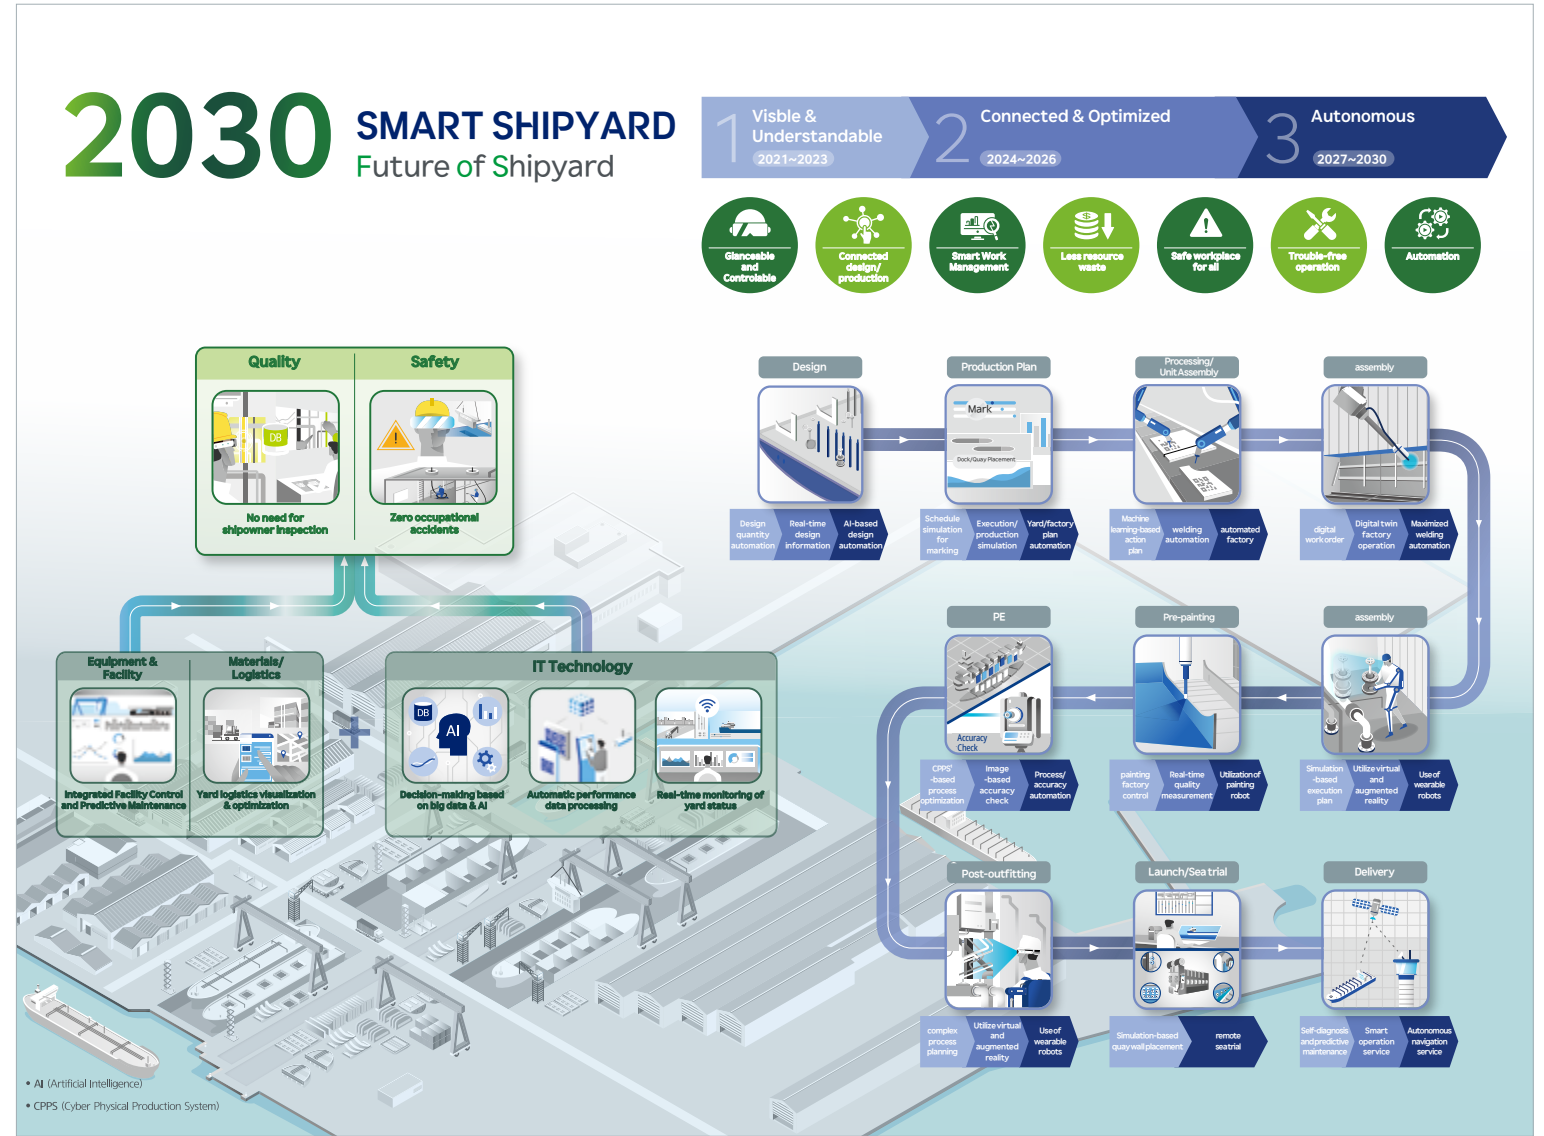 2030
SMART SHIPYARD
Future of Shipyard
1
Visble &
Understandable
2021~2023
2
Connected & Optimized
2024~2026
3
Autonomous
2027~2030
Glanceable
and
Controlable
Connected
design/
production
Smart Work
Management
Less resource
waste
Safe workplace
for all
Trouble-free
operation
Automation
Quality
Safety
DB
No need for
shipowner inspection
Zero occupational
accidents
Equipment &
Facility
Materials/
Logistics
Integrated Facility Control
and Predictive Maintenance
Yard logistics visualization
& optimization
IT Technology
DB
AI
Decision-making based
on big data & AI
Automatic performance
data processing
Real-time monitoring of
yard status
Design
Design
quantity
automation
Real-time
design
information
AI-based
design
automation
Production Plan
Mark
Dock/Quay Placement
Schedule
simulation
for
marking
Execution/
production
simulation
Yard/factory
plan
automation
Processing/
Unit Assembly
Machine
learning-based
action
plan
welding
automation
automated
factory
assembly
digital
work order
Digital twin
factory
operation
Maximized
welding
automation
PE
Accuracy
Check
CPPS'
-based
process
optimization
Image
-based
accuracy
check
Process/
accuracy
automation
Pre-painting
painting
factory
control
Real-time
quality
measurement
Utilization of
painting
robot
assembly
Simulation
-based
execution
plan
Utilize virtual
and
augmented
reality
Use of
wearable
robots
Post-outfitting
complex
process
planning
Utilize virtual
and
augmented
reality
Use of
wearable
robots
Launch/Sea trial
Simulation-based
quay wall placement
remote
sea trial
Delivery
Self-diagnosis
and predictive
maintenance
Smart
operation
service
Autonomous
navigation
service
• AI (Artificial Intelligence)
• CPPS (Cyber Physical Production System)